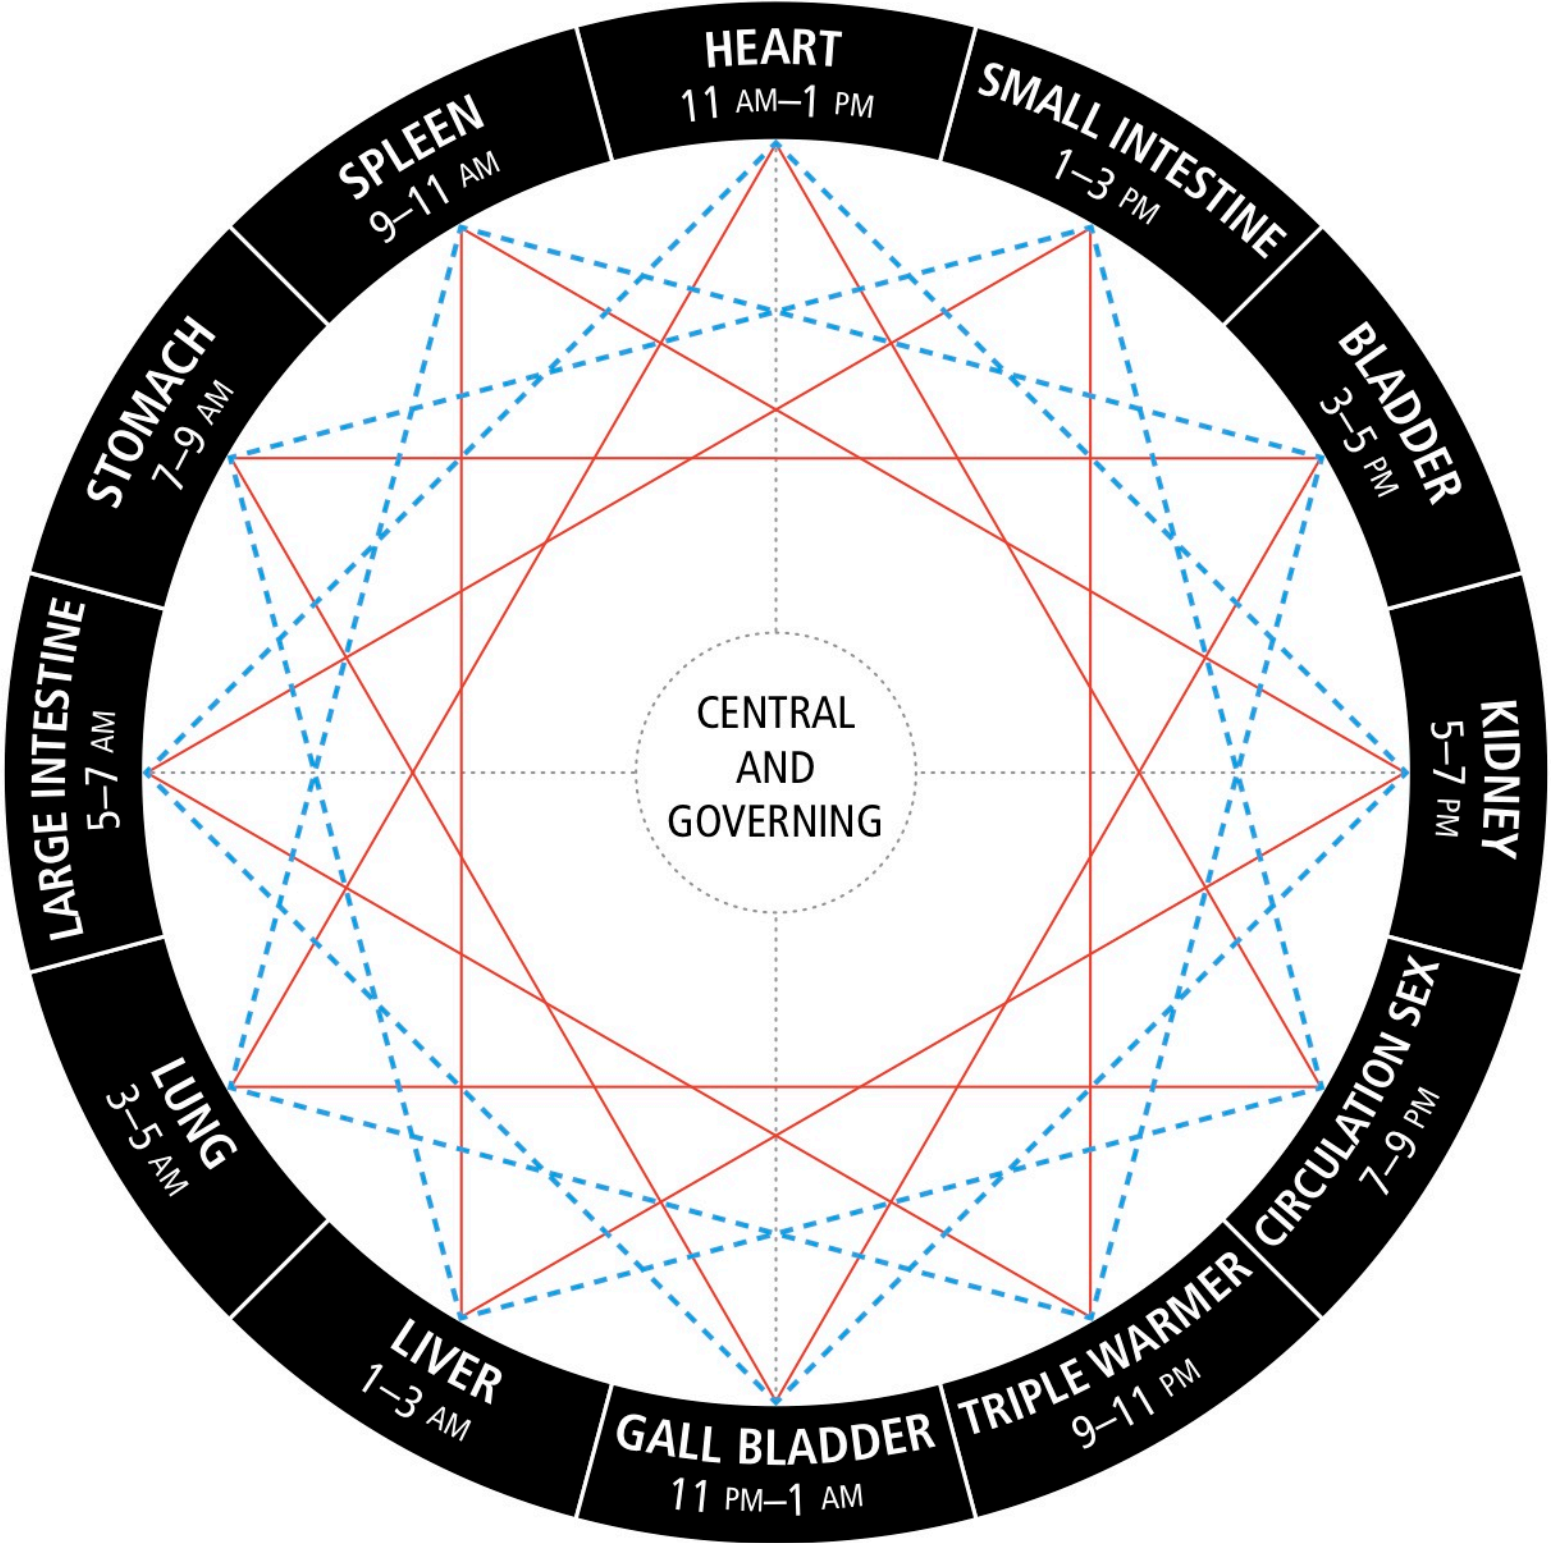 HEART
11 AM–1 PM
SMALL INTESTINE
1–3 PM
BLADDER
3–5 PM
KIDNEY
5–7 PM
CIRCULATION SEX
7–9 PM
TRIPLE WARMER
9–11 PM
GALL BLADDER
11 PM–1 AM
LIVER
1–3 AM
LUNG
3–5 AM
LARGE INTESTINE
5–7 AM
STOMACH
7–9 AM
SPLEEN
9–11 AM
CENTRAL
AND
GOVERNING